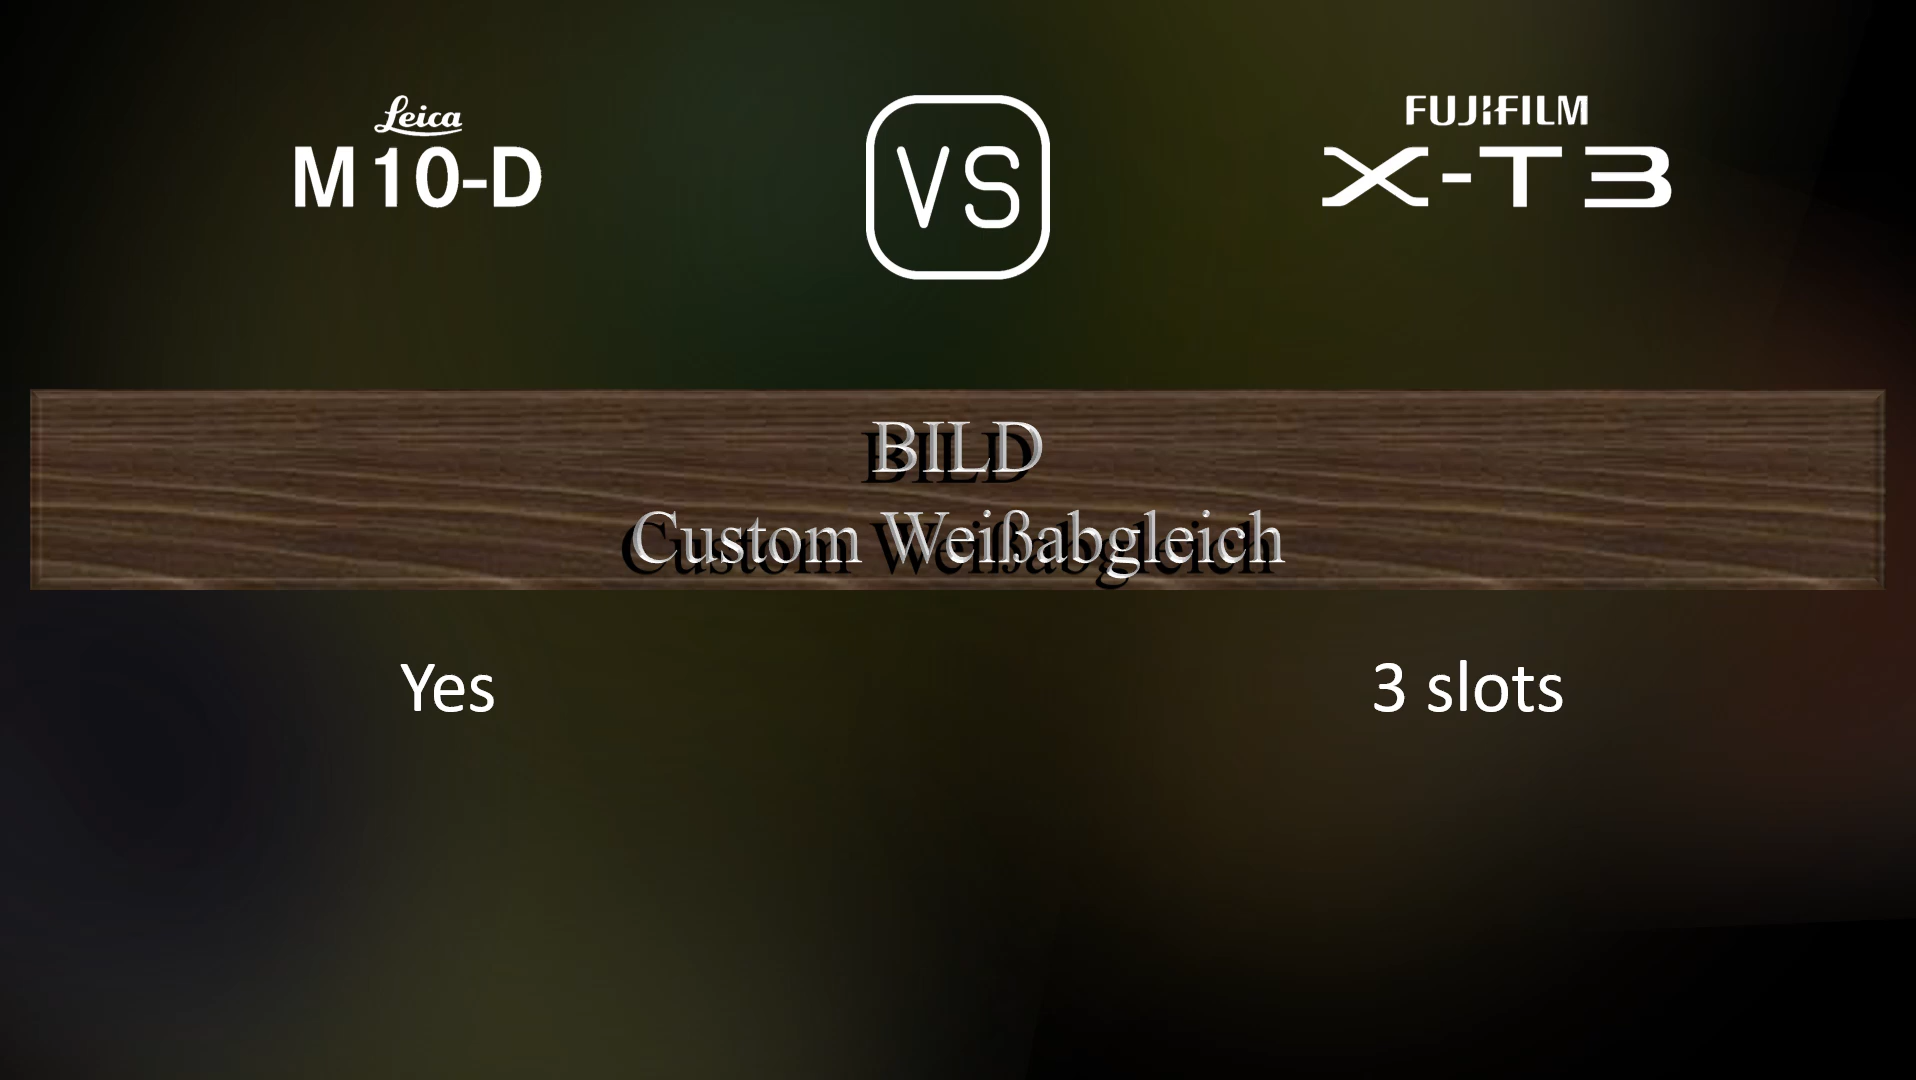 Leica
M10-D
VS
FUJIFILM
X-T3
BILD
Custom Weißabgleich
Yes
3 slots